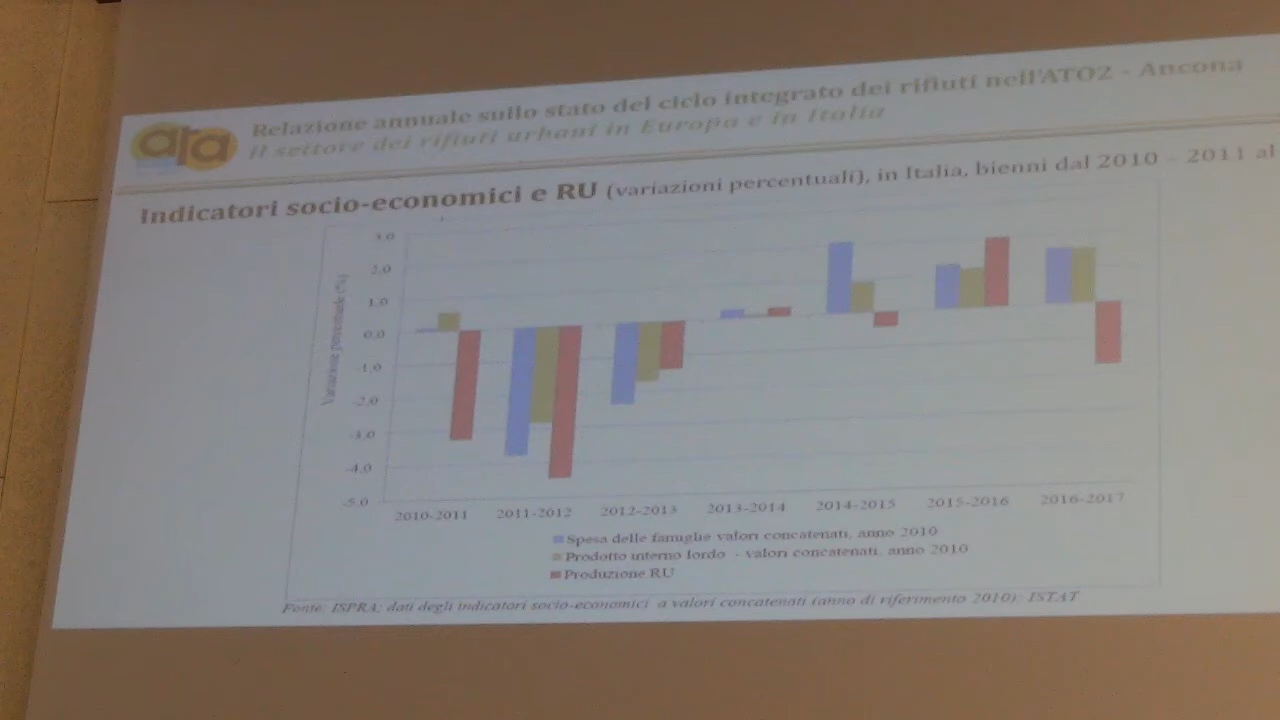 ata
Relazione annuale sullo stato del ciclo integrato dei rifiuti nell'ATO2 - Ancona
Il settore dei rifiuti urbani in Europa e in Italia
Indicatori socio-economici e RU (variazioni percentuali), in Italia, bienni dal 2010 - 2011 al
Variazione percentuale (%)
3.0
2.0
1.0
0.0
-1.0
-2.0
-3.0
-4.0
-5.0
2010-2011 2011-2012 2012-2013 2013-2014 2014-2015 2015-2016 2016-2017
Spesa delle famiglie valori concatenati, anno 2010
Prodotto interno lordo - valori concatenati, anno 2010
Produzione RU
Fonte: ISPRA; dati degli indicatori socio-economici a valori concatenati (anno di riferimento 2010): ISTAT